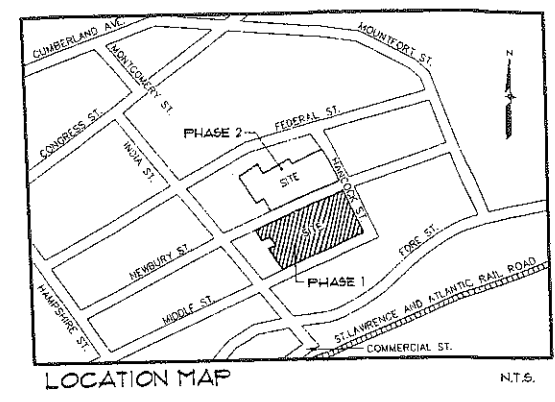 CUMBERLAND AVE.
MOUNTFORT ST.
MONTGOMERY ST.
N
CONGRESS ST.
FEDERAL ST.
PHASE 2
INDIA ST.
SITE
HANCOCK ST.
SITE
NEWBURY ST.
FORE ST.
PHASE 1
HAMPSHIRE ST.
MIDDLE ST.
ST.LAWRENCE AND ATLANTIC RAIL ROAD
COMMERCIAL ST.
LOCATION MAP
N.T.S.